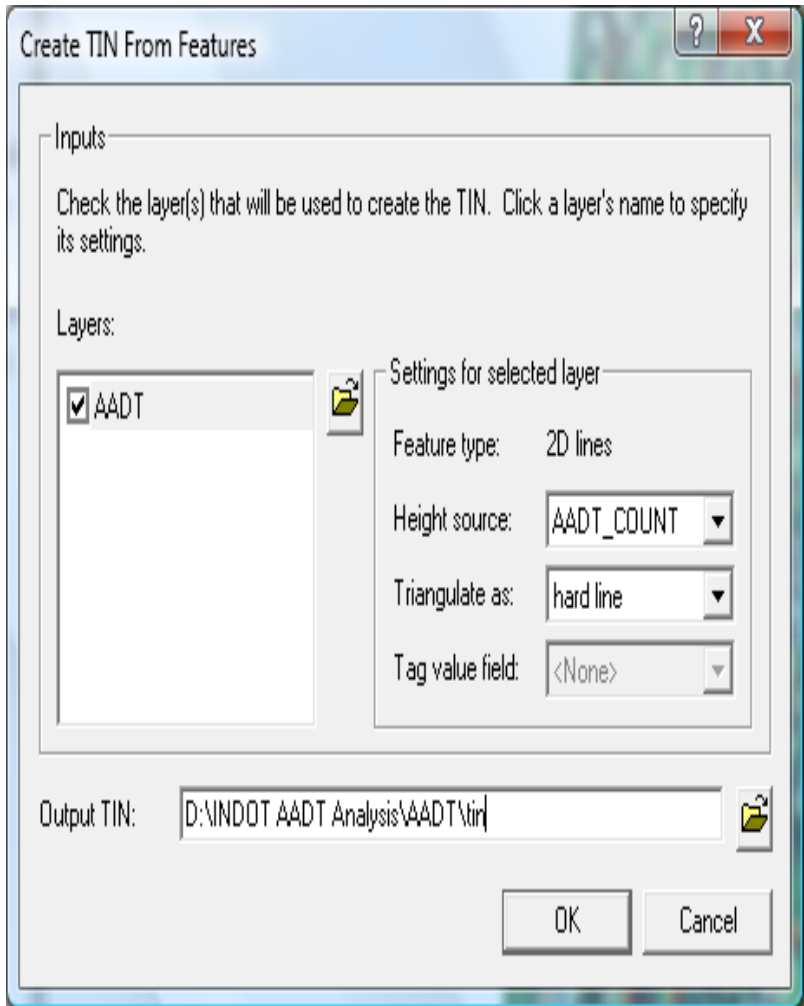 Create TIN From Features
?
X
Inputs
Check the layer(s) that will be used to create the TIN. Click a layer's name to specify
its settings.
Layers:
AADT
Settings for selected layer
Feature type: 2D lines
Height source: AADT_COUNT
Triangulate as: hard line
Tag value field: <None>
Output TIN: D:\INDOT AADT Analysis\AADT\tin
OK Cancel